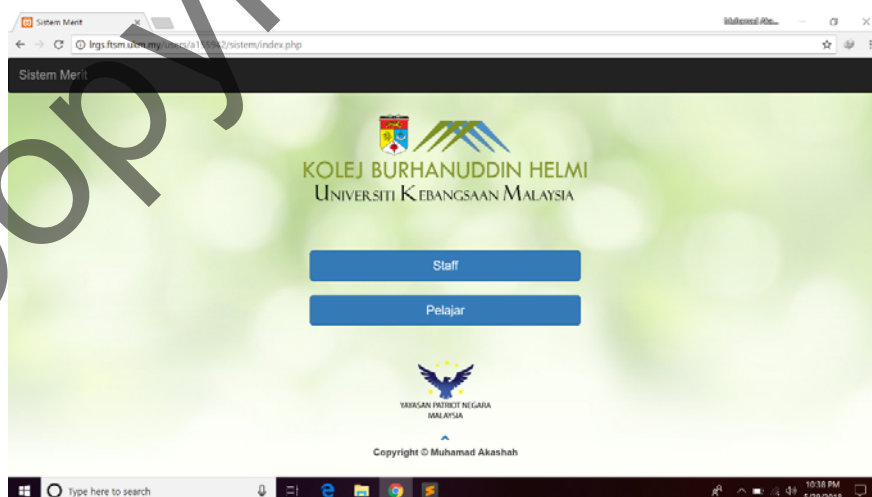 Sistem Merit
lrgs.ftsm.ukm.my/users/a155942/sistem/index.php
Sistem Merit
KOLEJ BURHANUDDIN HELMI
UNIVERSITI KEBANGSAAN MALAYSIA
Staff
Pelajar
YAYASAN PATRIOT NEGARA
MALAYSIA
Copyright © Muhamad Akashah
Type here to search
10:38 PM